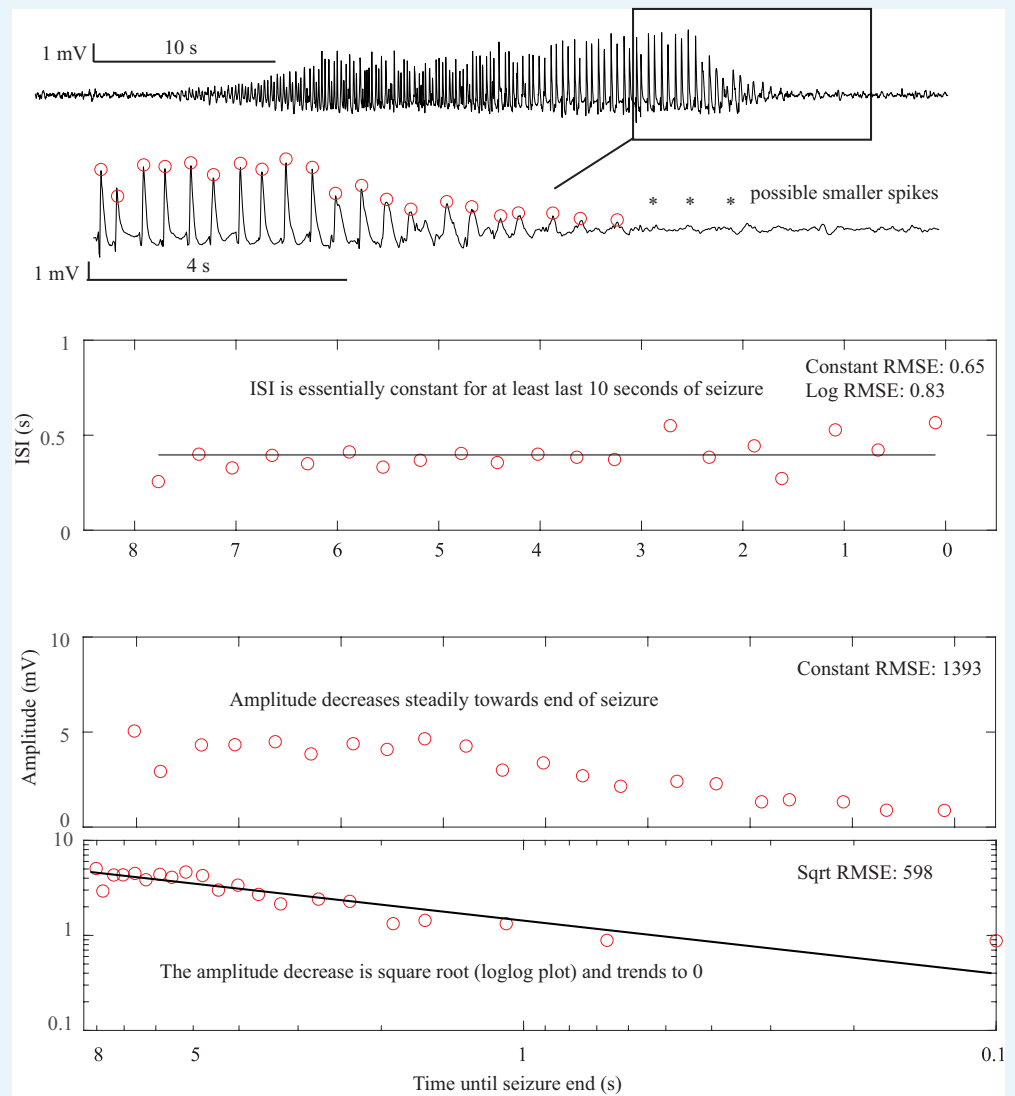 1 mV
10 s
* * * possible smaller spikes
1 mV
4 s
1
Constant RMSE: 0.65
ISI is essentially constant for at least last 10 seconds of seizure
Log RMSE: 0.83
ISI (s)
0.5
0
8 7 6 5 4 3 2 1 0
10
Constant RMSE: 1393
Amplitude decreases steadily towards end of seizure
Amplitude (mV)
5
0
10
Sqrt RMSE: 598
1
The amplitude decrease is square root (loglog plot) and trends to 0
0.1
8 5 1 0.1
Time until seizure end (s)